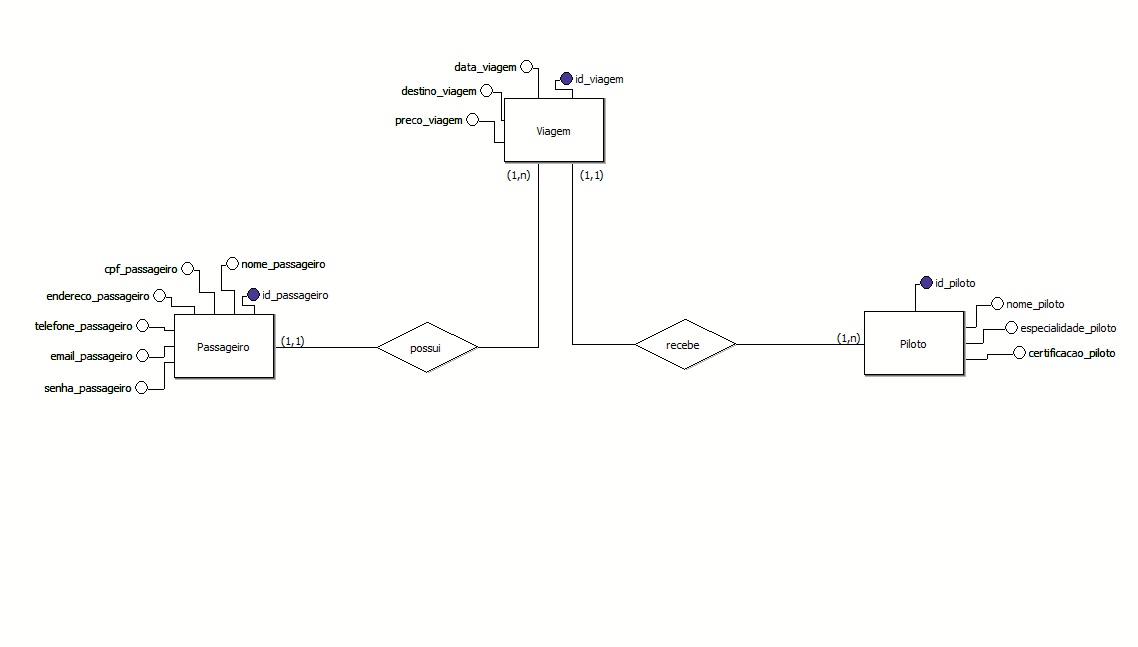 data_viagem
id_viagem
destino_viagem
preco_viagem
Viagem
(1,n)
(1,1)
cpf_passageiro
nome_passageiro
endereco_passageiro
id_passageiro
telefone_passageiro
email_passageiro
senha_passageiro
Passageiro
(1,1)
possui
recebe
(1,n)
Piloto
id_piloto
nome_piloto
especialidade_piloto
certificacao_piloto